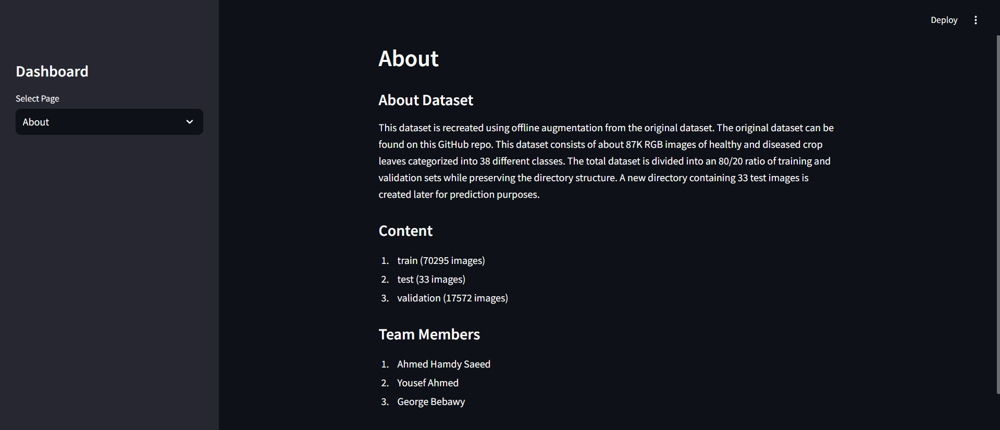 Deploy
Dashboard
Select Page
About
About
About Dataset
This dataset is recreated using offline augmentation from the original dataset. The original dataset can be
found on this GitHub repo. This dataset consists of about 87K RGB images of healthy and diseased crop
leaves categorized into 38 different classes. The total dataset is divided into an 80/20 ratio of training and
validation sets while preserving the directory structure. A new directory containing 33 test images is
created later for prediction purposes.
Content
1. train (70295 images)
2. test (33 images)
3. validation (17572 images)
Team Members
1. Ahmed Hamdy Saeed
2. Yousef Ahmed
3. George Bebawy